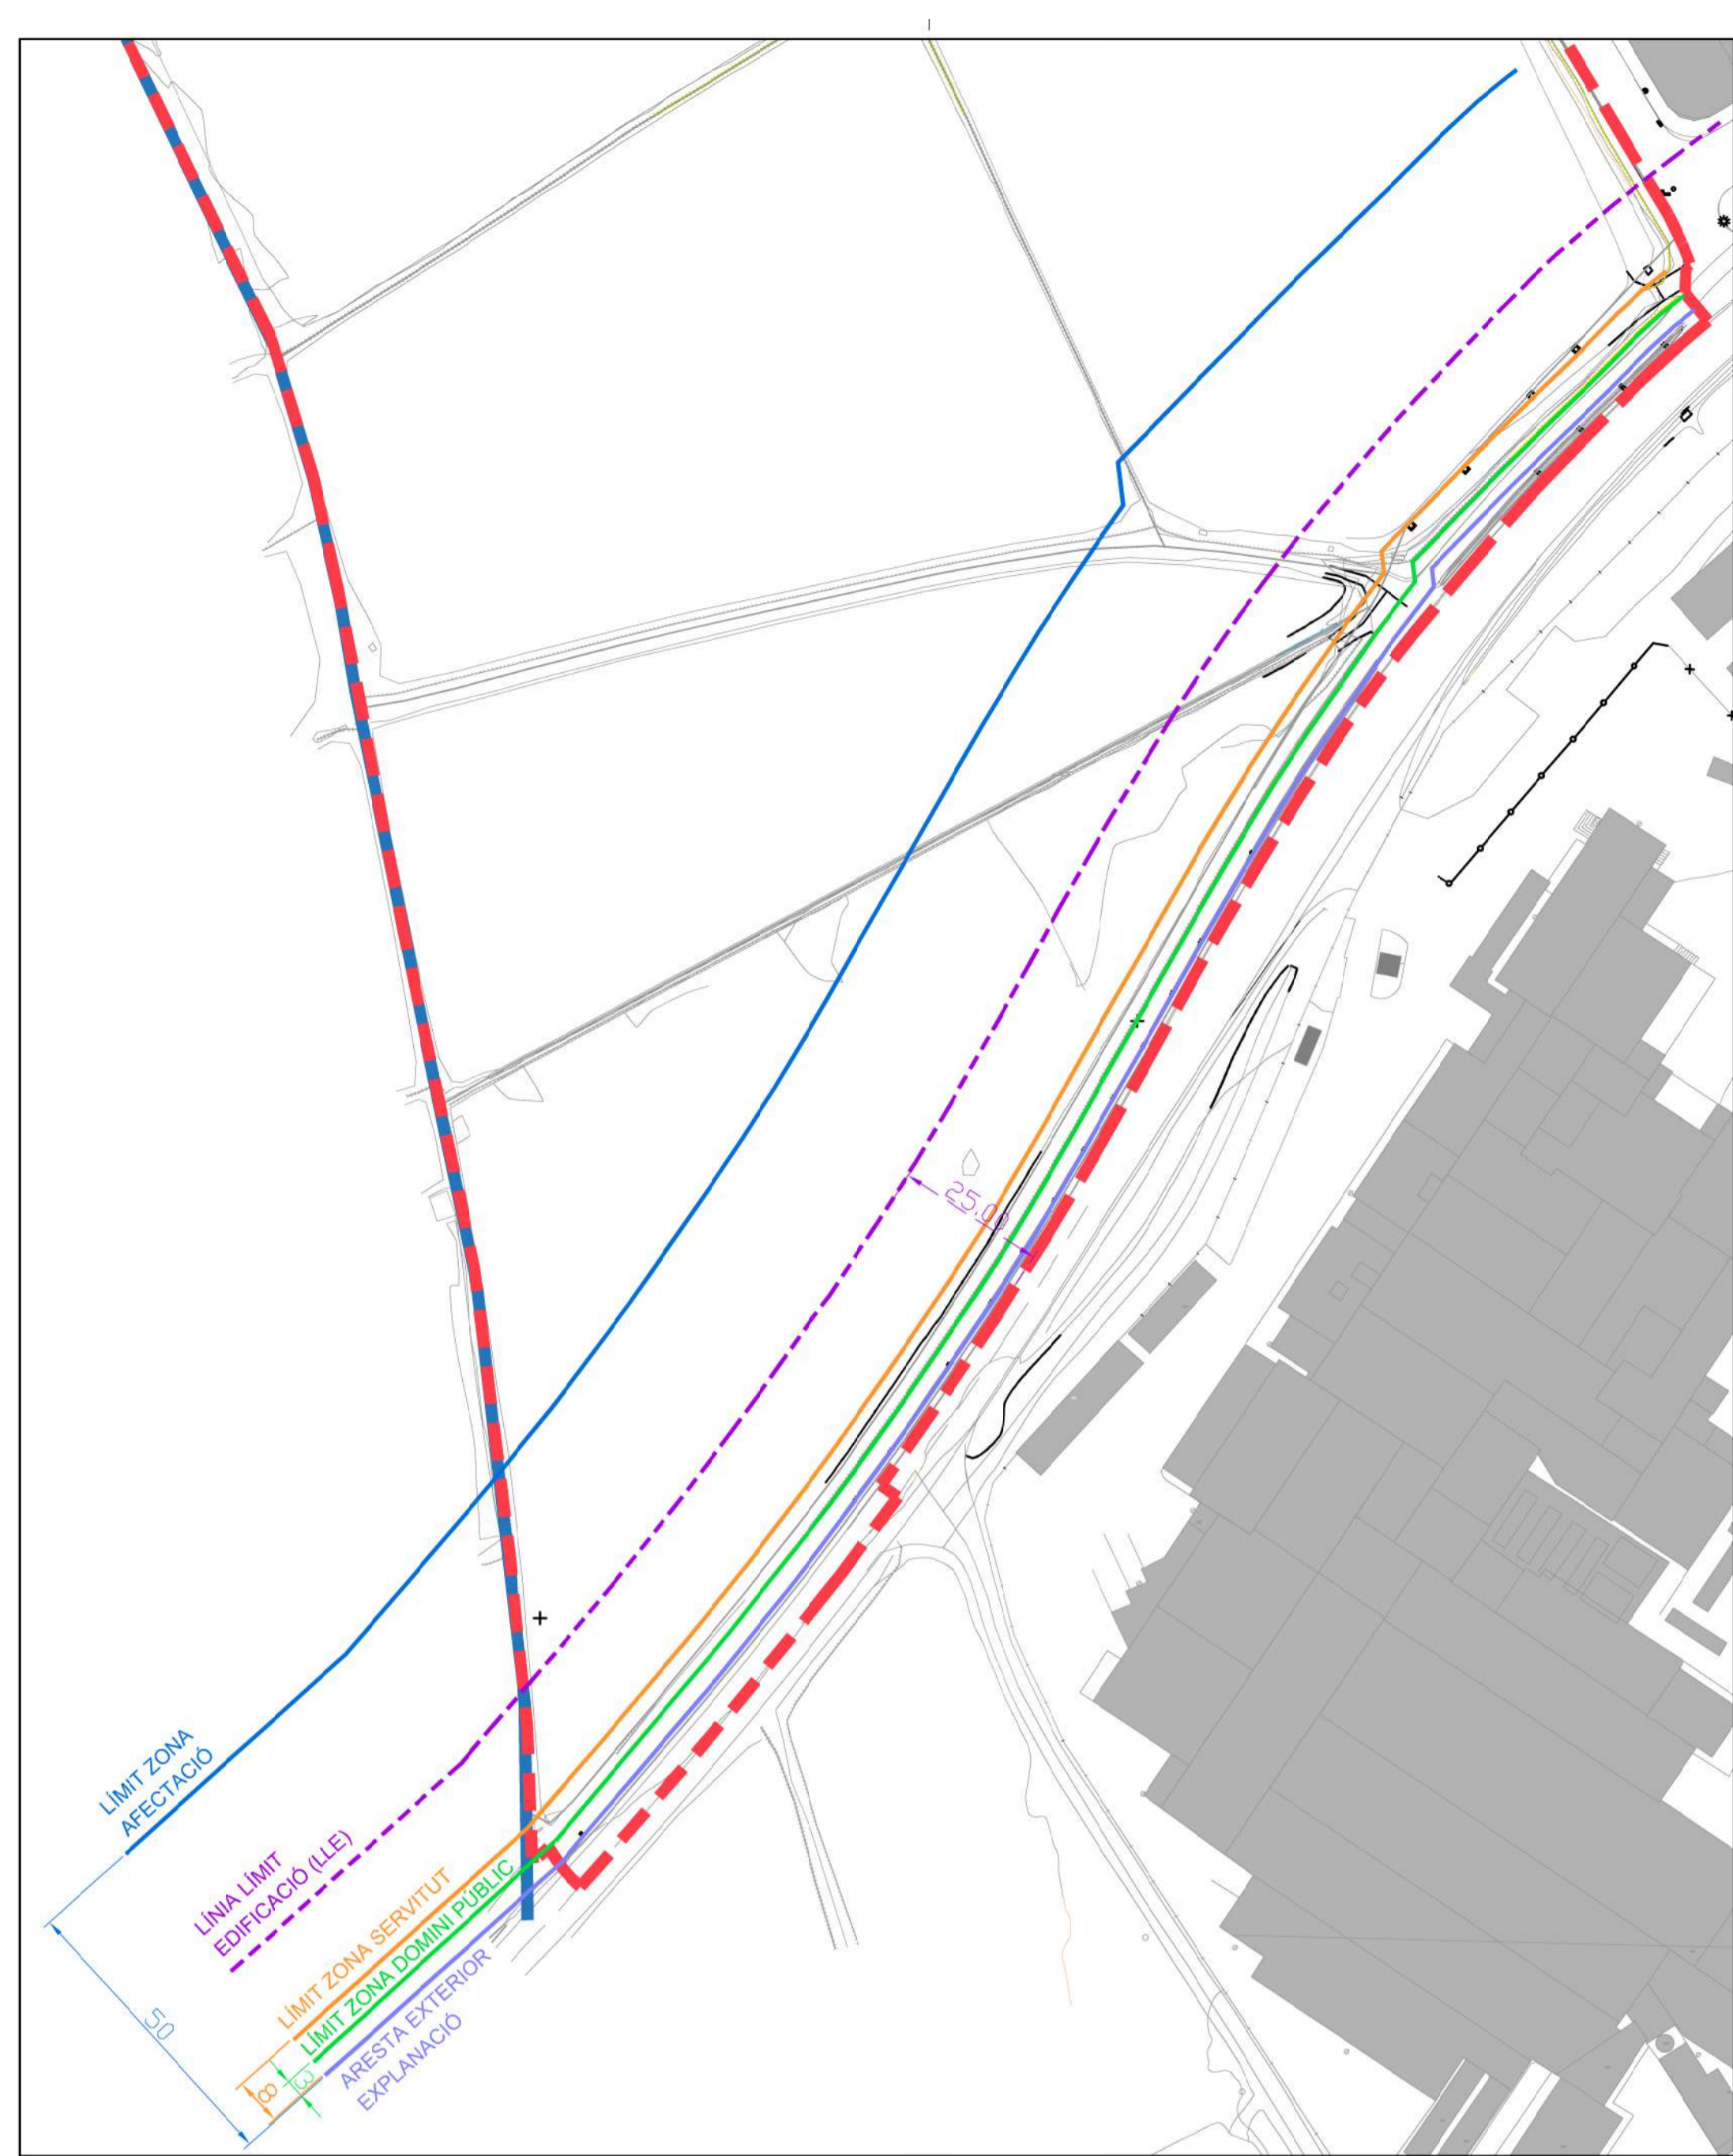 25.00
LÍMIT ZONA
AFECTACIÓ
LÍNIA LÍMIT
EDIFICACIÓ (LLE)
LÍMIT ZONA SERVITUT
LÍMIT ZONA DOMINI PÚBLIC
ARESTA EXTERIOR
EXPLANACIÓ
50
8
3